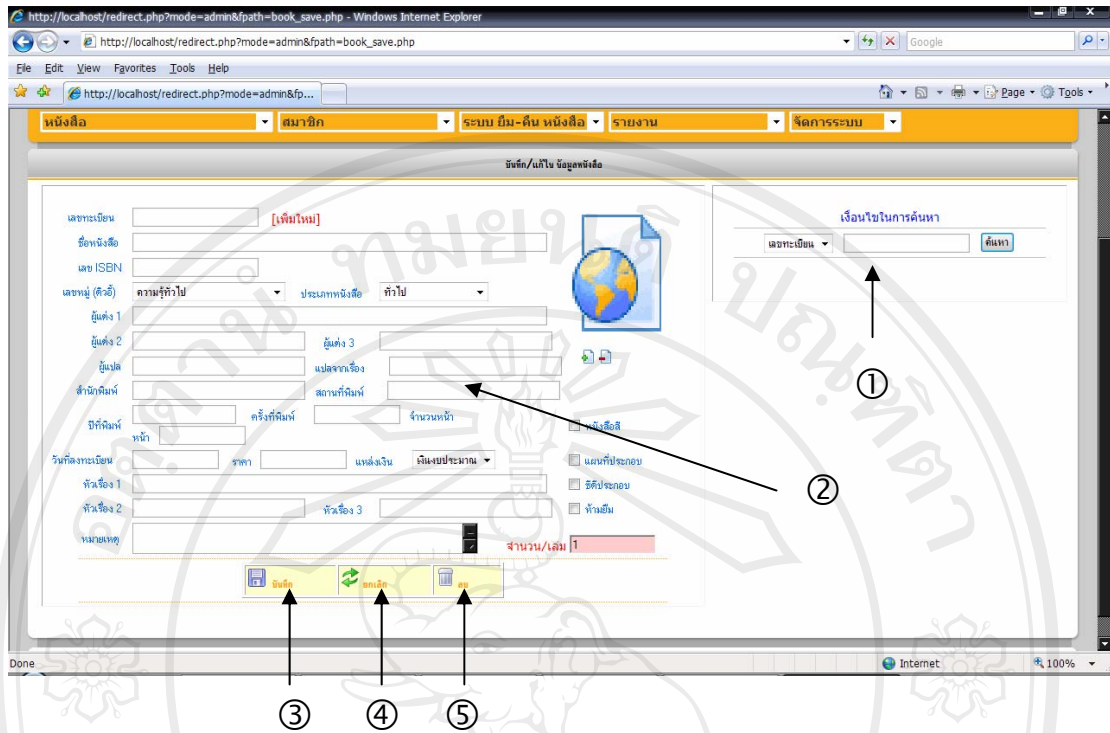 http://localhost/redirect.php?mode=admin&fpath=book_save.php - Windows Internet Explorer
http://localhost/redirect.php?mode=admin&fpath=book_save.php
Google
File Edit View Favorites Tools Help
http://localhost/redirect.php?mode=admin&fp...
Page Tools
หนังสือ สมาชิก ระบบ ยืม-คืน หนังสือ รายงาน จัดการระบบ
บันทึก/แก้ไข ข้อมูลหนังสือ
เลขทะเบียน [เพิ่มใหม่]
ชื่อหนังสือ
เลข ISBN
เลขหมู่ (ดิวอี้) ความรู้ทั่วไป ประเภทหนังสือ ทั่วไป
ผู้แต่ง 1
ผู้แต่ง 2 ผู้แต่ง 3
ผู้แปล แปลจากเรื่อง
สำนักพิมพ์ สถานที่พิมพ์
ปีที่พิมพ์ ครั้งที่พิมพ์ จำนวนหน้า
หน้า
หนังสือสี
วันที่ลงทะเบียน ราคา แหล่งเงิน เงินงบประมาณ
แผนที่ประกอบ
หัวเรื่อง 1
ซีดีประกอบ
หัวเรื่อง 2 หัวเรื่อง 3
ห้ามยืม
หมายเหตุ
จำนวน/เล่ม 1
บันทึก ยกเลิก ลบ
เงื่อนไขในการค้นหา
เลขทะเบียน ค้นหา
①
②
③ ④ ⑤
Done Internet 100%